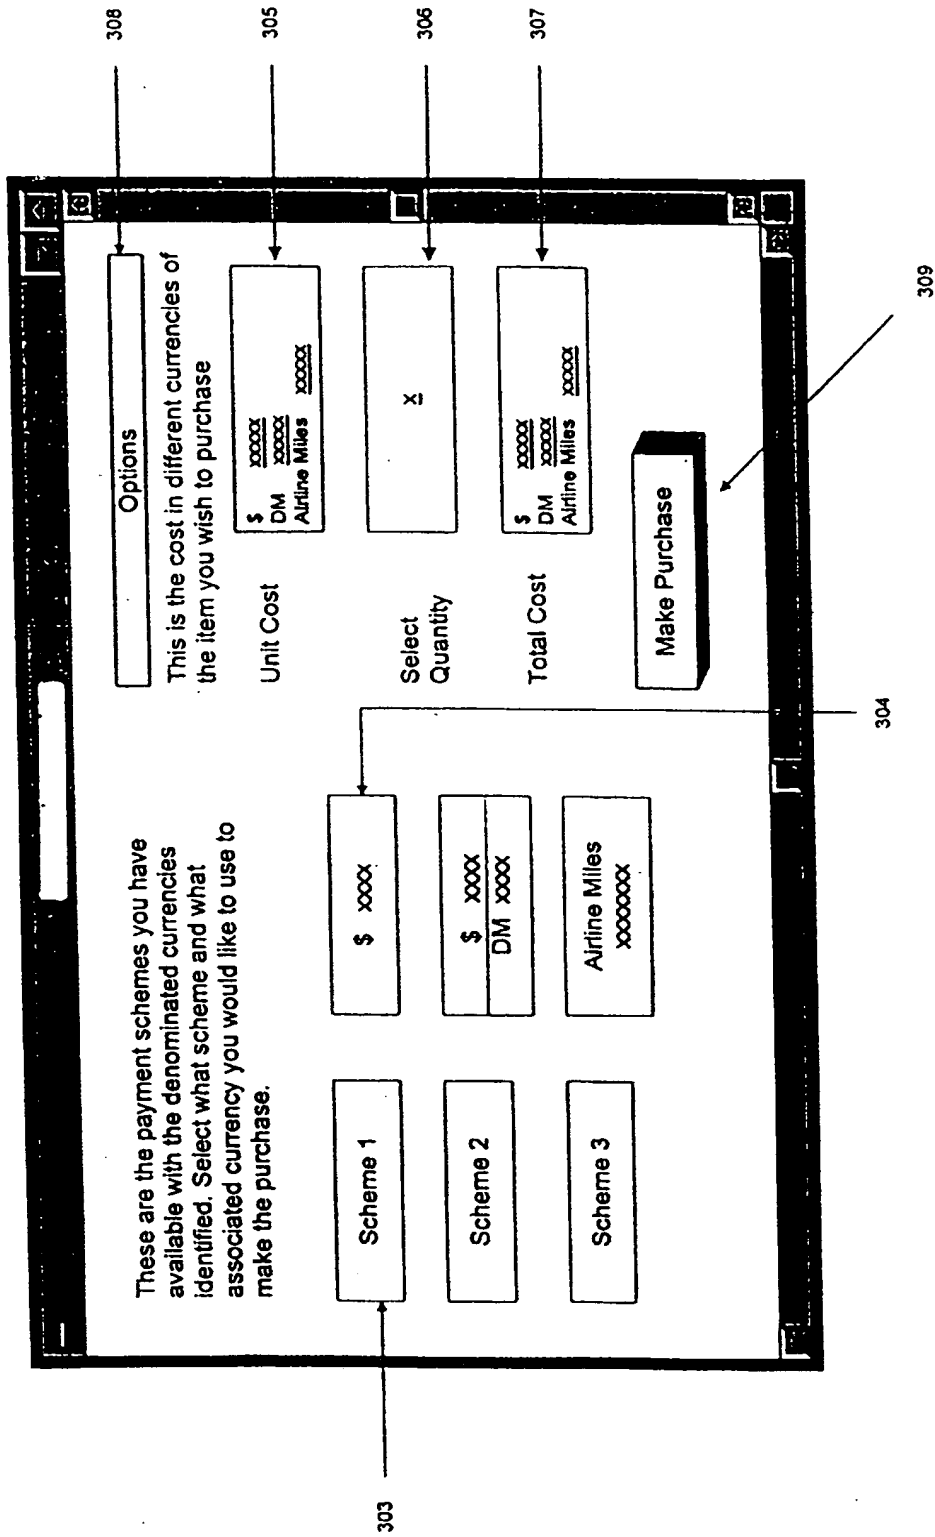 These are the payment schemes you have
available with the denominated currencies
identified. Select what scheme and what
associated currency you would like to use to
make the purchase.
Scheme 1
$ xxxx
Scheme 2
$ xxxx
DM xxxx
Scheme 3
Airline Miles
xxxxxxx
Options
This is the cost in different currencies of
the item you wish to purchase
Unit Cost
$ xxxxx
DM xxxxx
Airline Miles xxxxx
Select
Quantity
x
Total Cost
$ xxxxx
DM xxxxx
Airline Miles xxxxx
Make Purchase
303
304
308
305
306
307
309